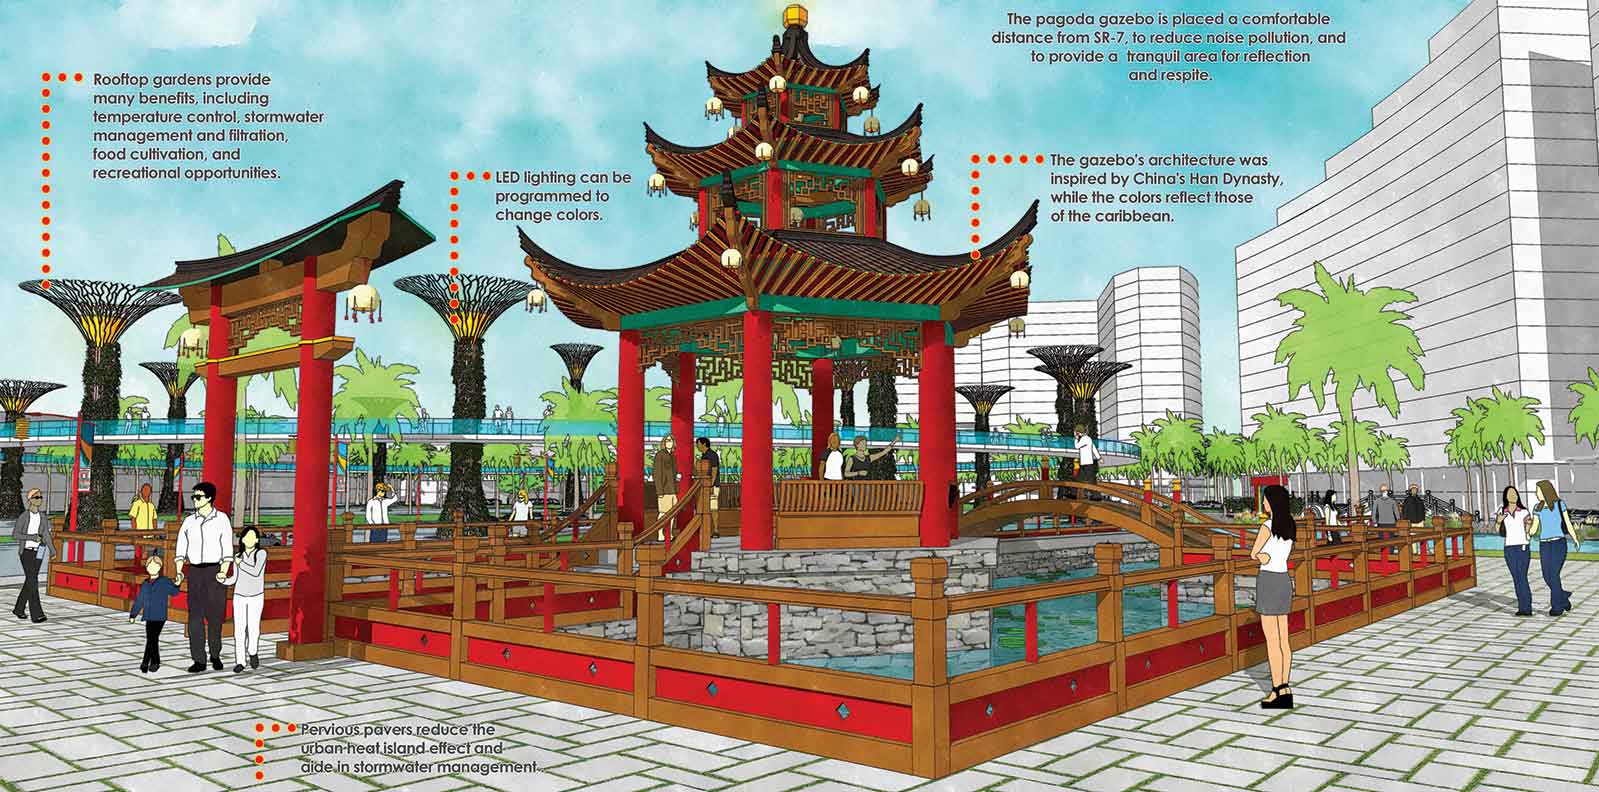 The pagoda gazebo is placed a comfortable
distance from SR-7, to reduce noise pollution, and
to provide a tranquil area for reflection
and respite.
Rooftop gardens provide
many benefits, including
temperature control, stormwater
management and filtration,
food cultivation, and
recreational opportunities.
LED lighting can be
programmed to
change colors.
The gazebo's architecture was
inspired by China's Han Dynasty,
while the colors reflect those
of the caribbean.
Pervious pavers reduce the
urban heat island effect and
aide in stormwater management.